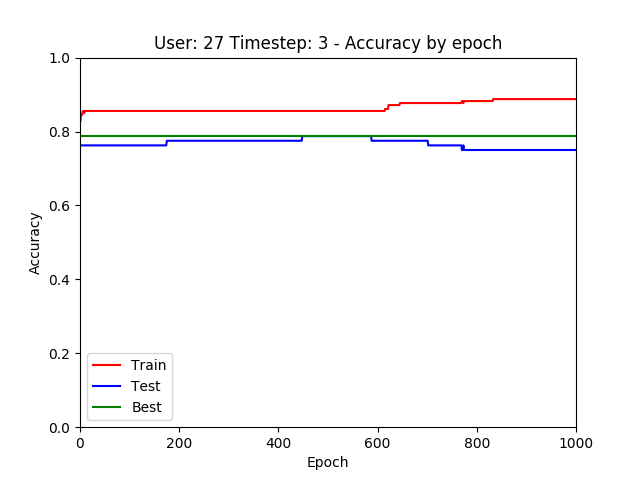 User: 27 Timestep: 3 - Accuracy by epoch
1.0
0.8
0.6
0.4
0.2
0.0
Accuracy
Train
Test
Best
0 200 400 600 800 1000
Epoch